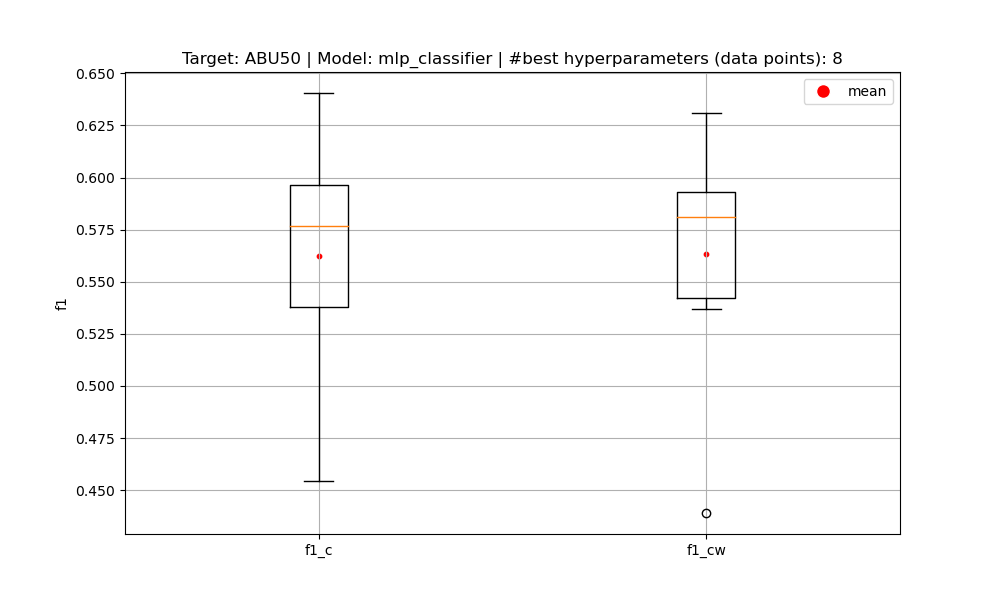 Target: ABU50 | Model: mlp_classifier | #best hyperparameters (data points): 8
mean
0.650
0.625
0.600
0.575
0.550
0.525
0.500
0.475
0.450
f1
f1_c
f1_cw